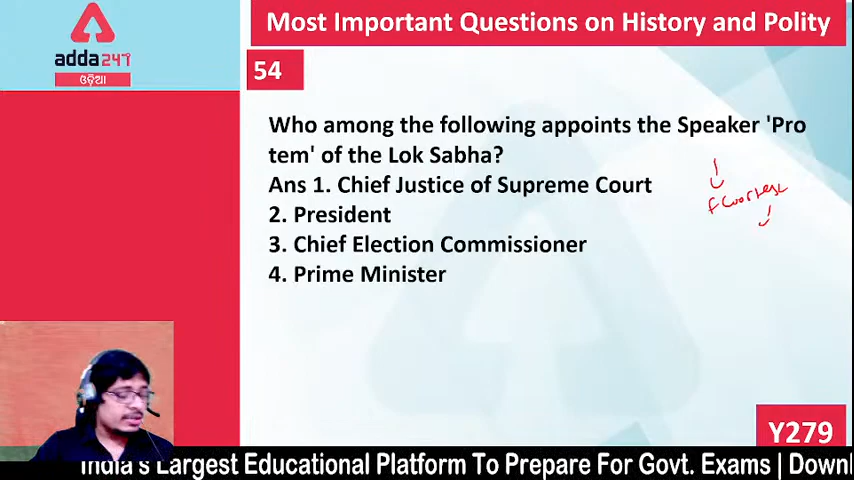 Most Important Questions on History and Polity
adda247
ଓଡ଼ିଆ
54
Who among the following appoints the Speaker 'Pro
tem' of the Lok Sabha?
Ans 1. Chief Justice of Supreme Court
2. President
3. Chief Election Commissioner
4. Prime Minister
Y279
India's Largest Educational Platform To Prepare For Govt. Exams | Downl